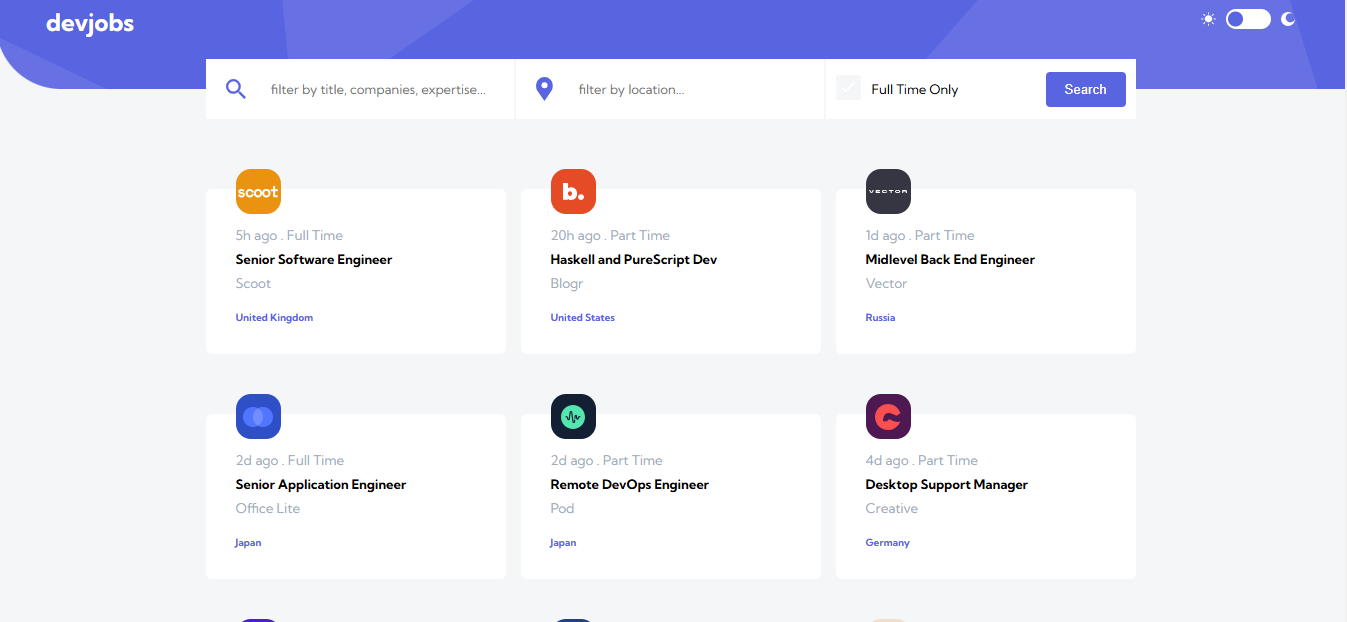 devjobs
filter by title, companies, expertise...
filter by location...
Full Time Only
Search
scoot
b.
VECTOR
5h ago . Full Time
20h ago . Part Time
1d ago . Part Time
Senior Software Engineer
Haskell and PureScript Dev
Midlevel Back End Engineer
Scoot
Blogr
Vector
United Kingdom
United States
Russia
2d ago . Full Time
2d ago . Part Time
4d ago . Part Time
Senior Application Engineer
Remote DevOps Engineer
Desktop Support Manager
Office Lite
Pod
Creative
Japan
Japan
Germany